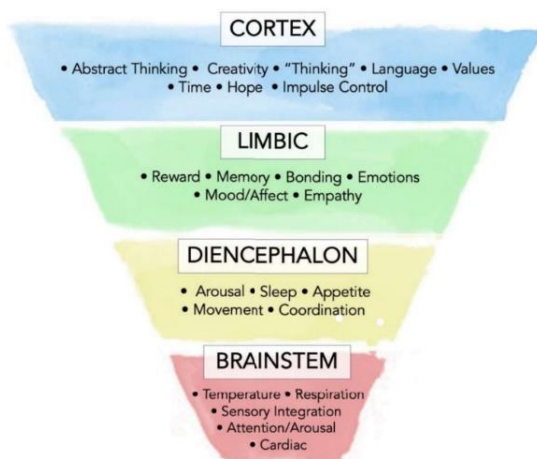 CORTEX
• Abstract Thinking • Creativity • "Thinking" • Language • Values
• Time • Hope • Impulse Control
LIMBIC
• Reward • Memory • Bonding • Emotions
• Mood/Affect • Empathy
DIENCEPHALON
• Arousal • Sleep • Appetite
• Movement • Coordination
BRAINSTEM
• Temperature • Respiration
• Sensory Integration
• Attention/Arousal
• Cardiac